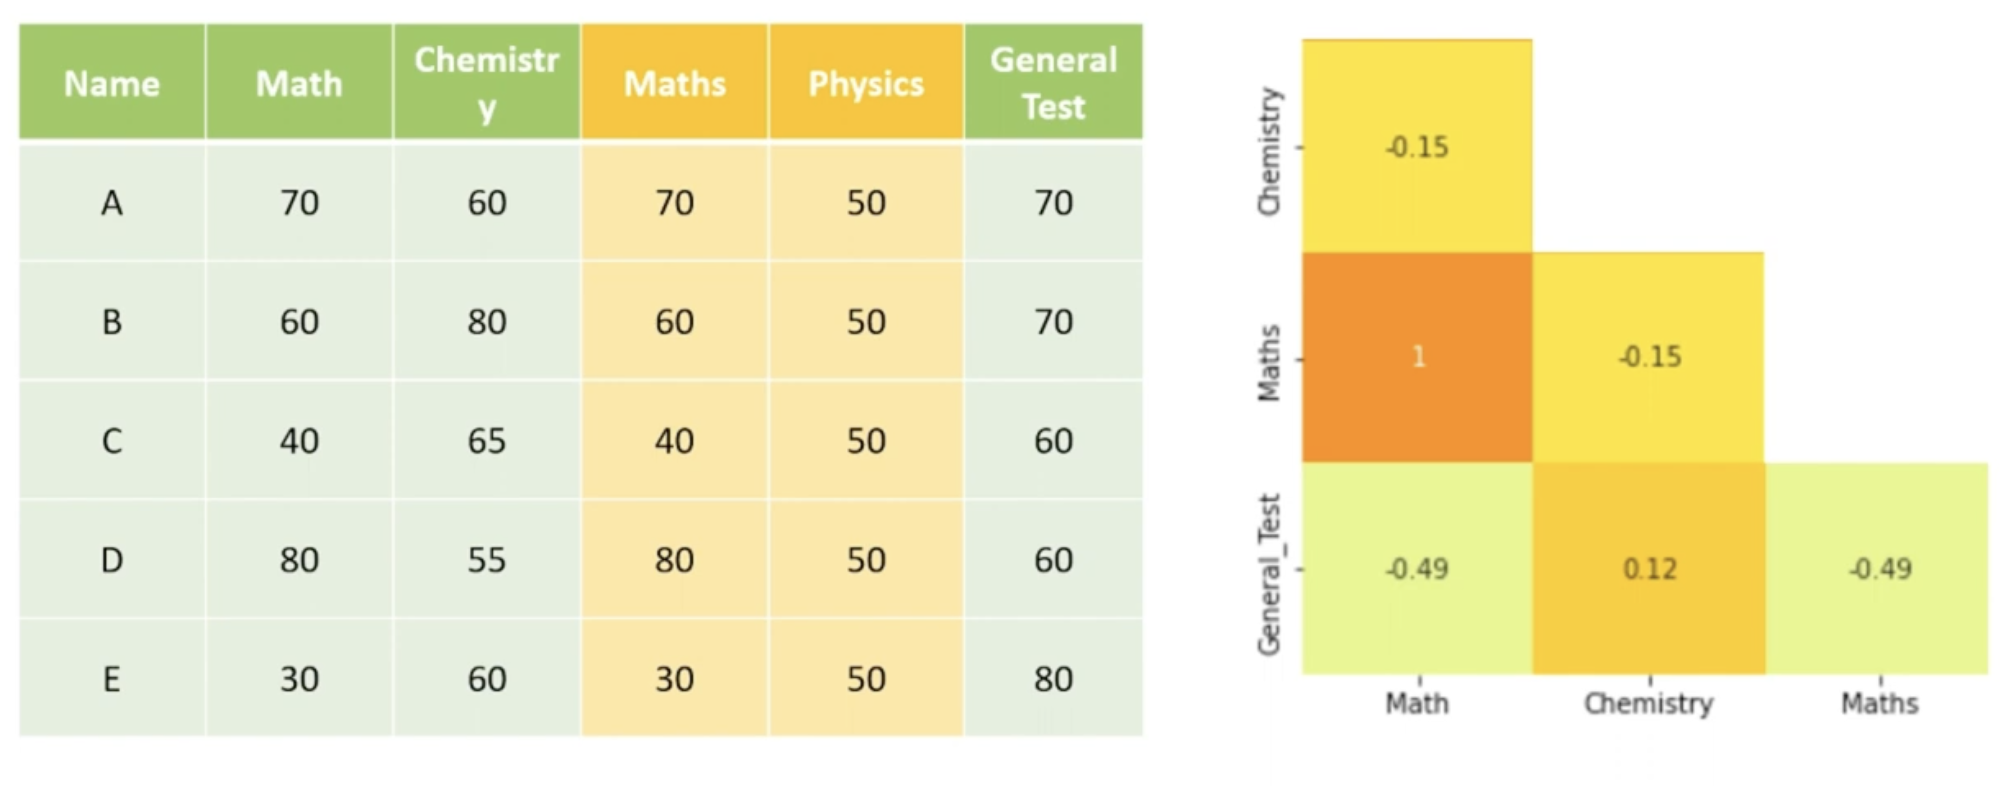 Name Math Chemistr
y Maths Physics General
Test
A 70 60 70 50 70
B 60 80 60 50 70
C 40 65 40 50 60
D 80 55 80 50 60
E 30 60 30 50 80
Chemistry -0.15
Maths 1 -0.15
General_Test -0.49 0.12 -0.49
Math Chemistry Maths